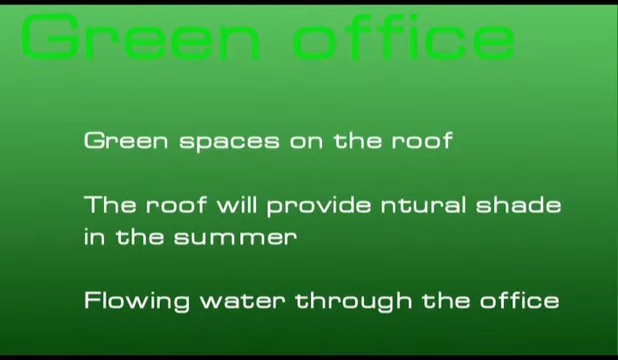 Green office
Green spaces on the roof
The roof will provide ntural shade
in the summer
Flowing water through the office